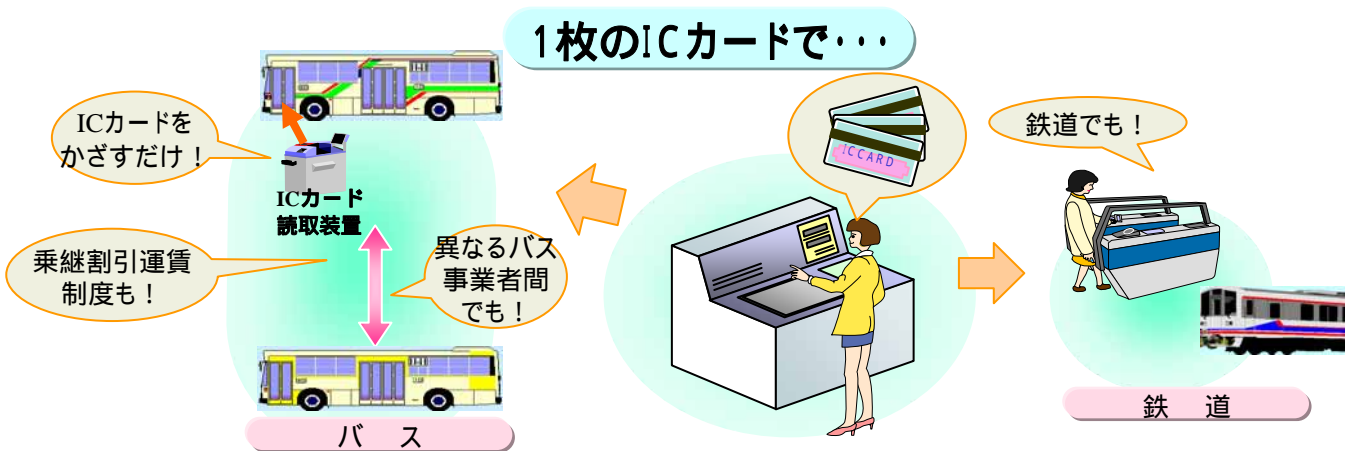 1枚のICカードで･･･
ICカードを
かざすだけ！
ICカード
読取装置
乗継割引運賃
制度も！
異なるバス
事業者間
でも！
バ　ス
ICCARD
鉄道でも！
鉄　道